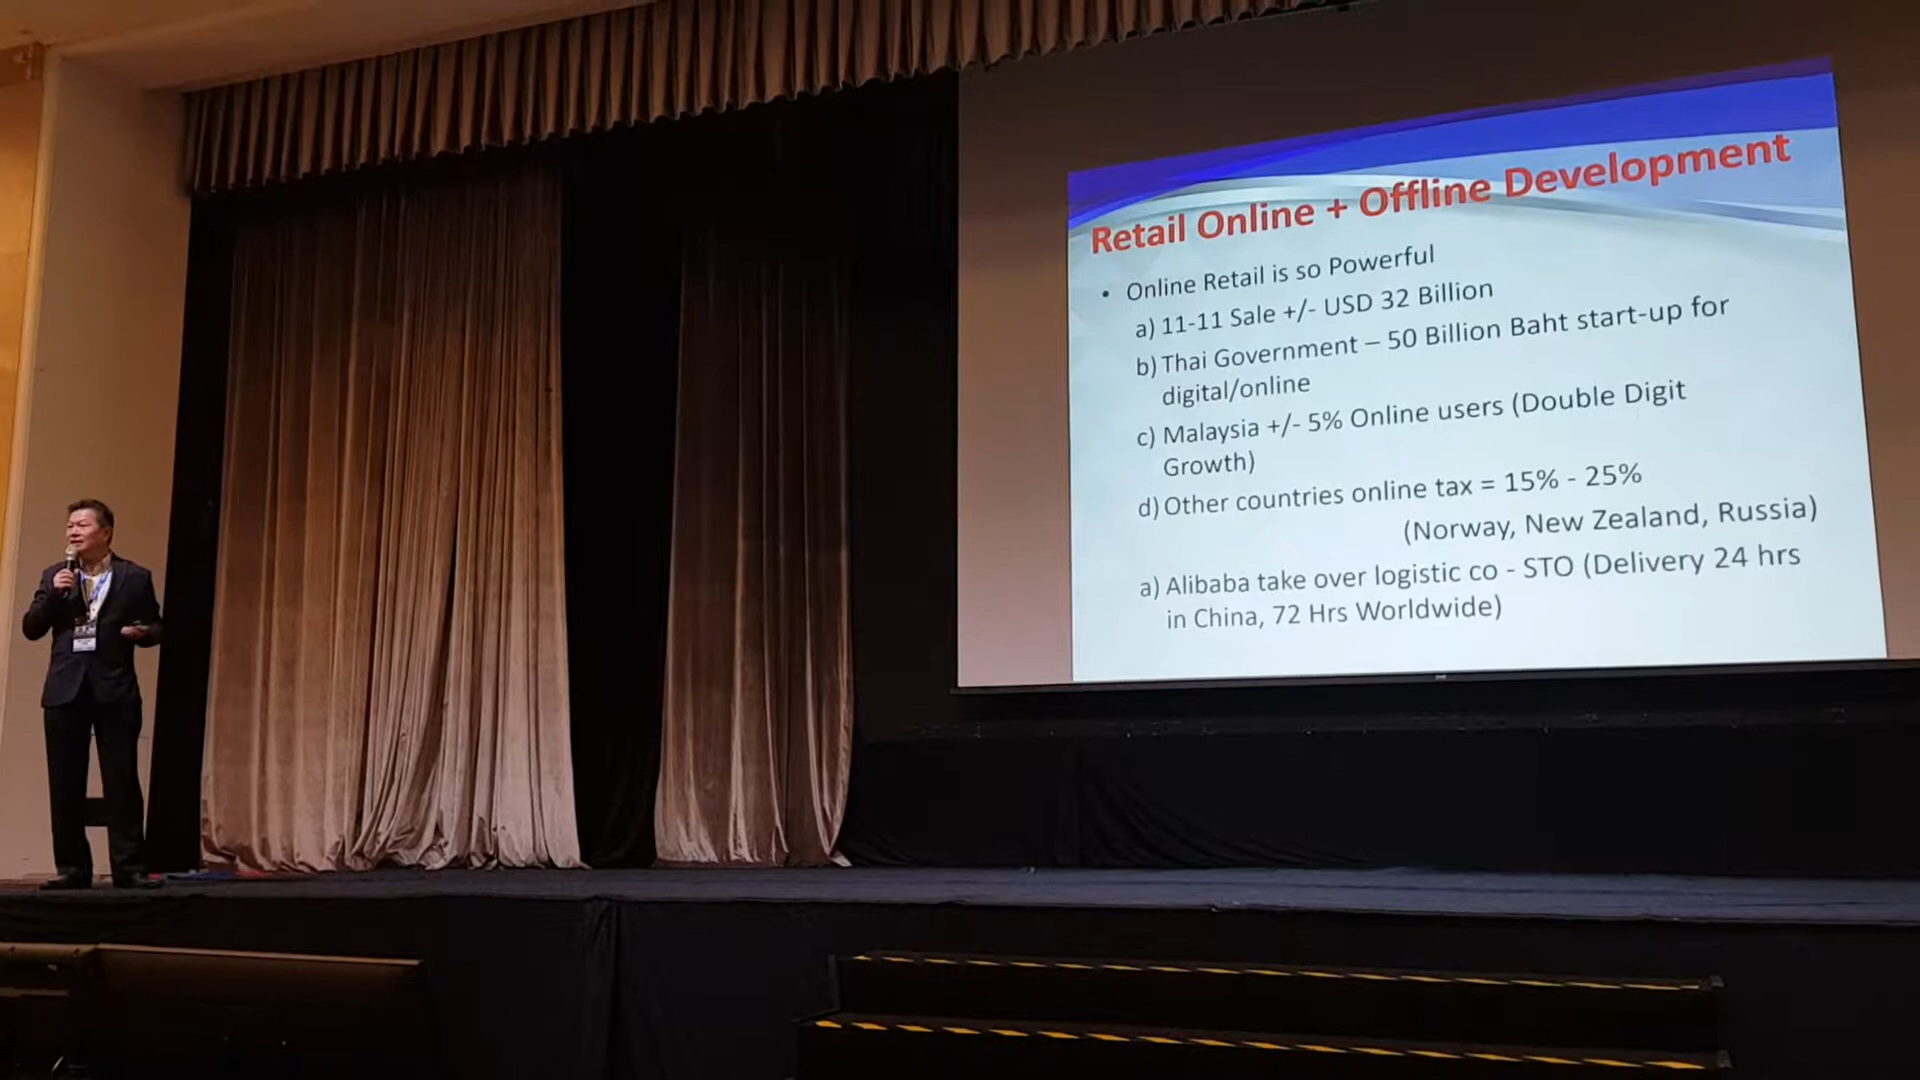 Retail Online + Offline Development
• Online Retail is so Powerful
a) 11-11 Sale +/- USD 32 Billion
b) Thai Government – 50 Billion Baht start-up for
digital/online
c) Malaysia +/- 5% Online users (Double Digit
Growth)
d) Other countries online tax = 15% - 25%
(Norway, New Zealand, Russia)
a) Alibaba take over logistic co - STO (Delivery 24 hrs
in China, 72 Hrs Worldwide)